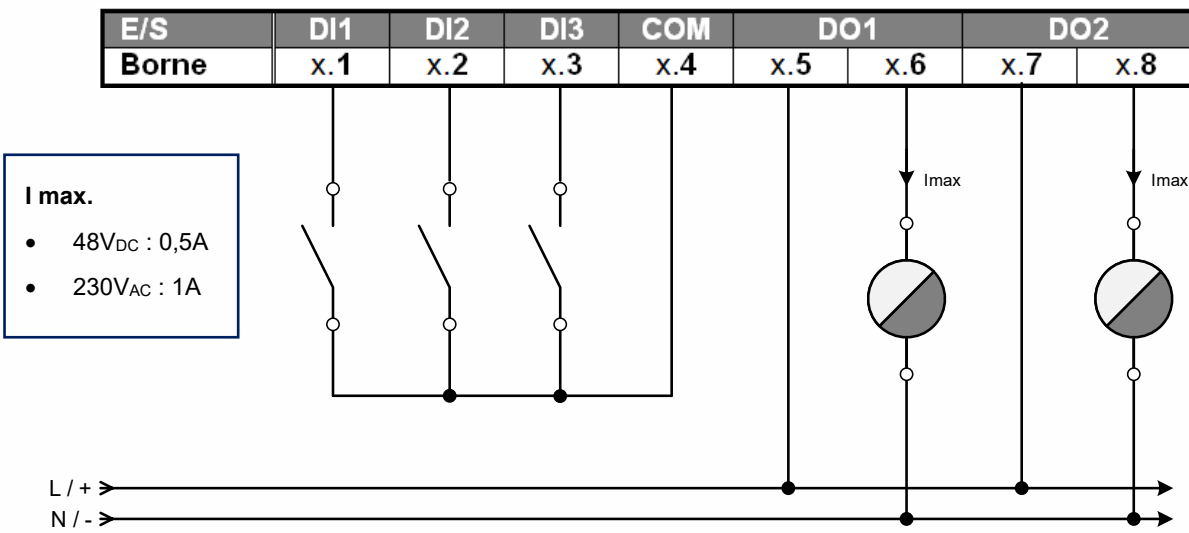 E/S DI1 DI2 DI3 COM DO1 DO2
Borne x.1 x.2 x.3 x.4 x.5 x.6 x.7 x.8
I max.
• 48VDC : 0,5A
• 230VAC : 1A
Imax Imax
L / +
N / -